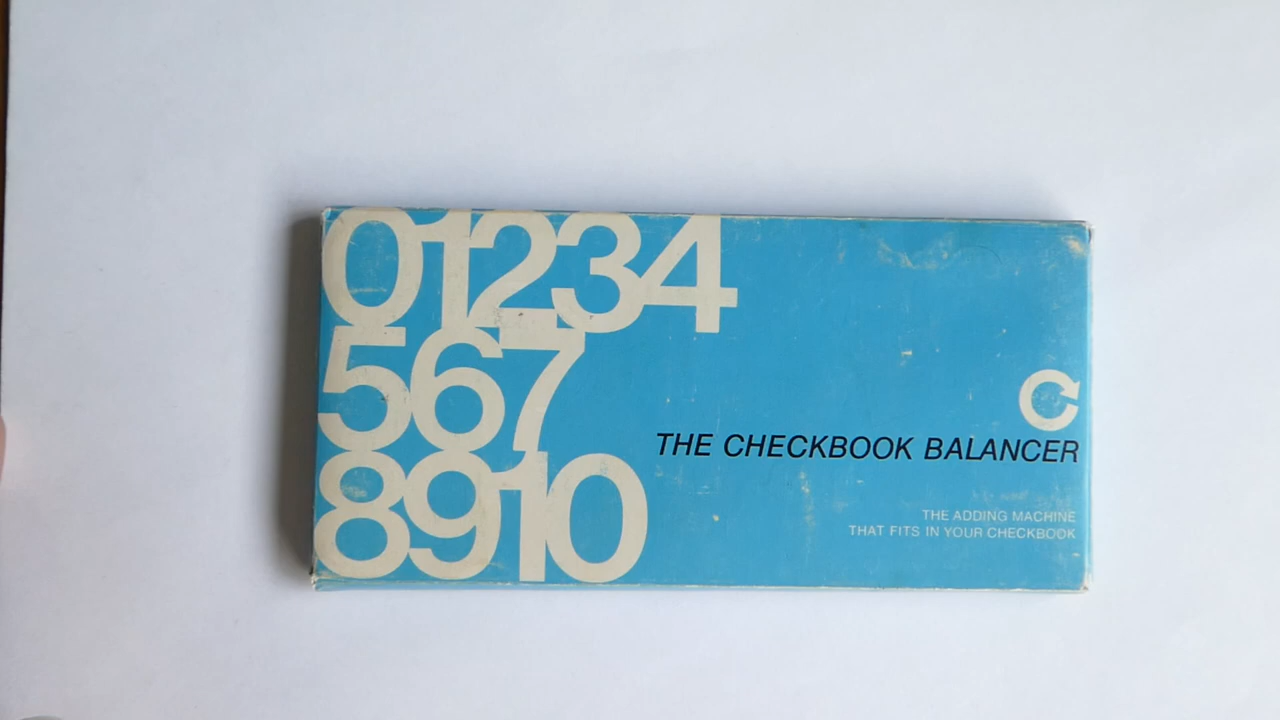 01234
567
8910
THE CHECKBOOK BALANCER
THE ADDING MACHINE
THAT FITS IN YOUR CHECKBOOK